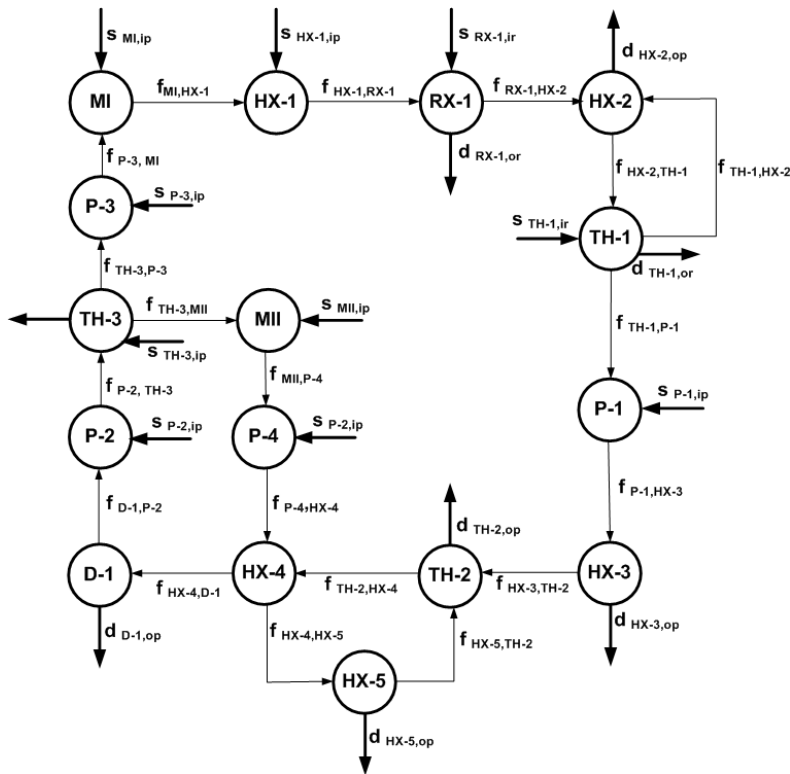 s MI,ip
s HX-1,ip
s RX-1,ir
d HX-2,op
MI
f MI,HX-1
HX-1
f HX-1,RX-1
RX-1
f RX-1,HX-2
HX-2
f P-3, MI
d RX-1,or
f HX-2,TH-1
f TH-1,HX-2
P-3
s P-3,ip
s TH-1,ir
TH-1
d TH-1,or
f TH-3,P-3
TH-3
f TH-3,MII
MII
s MII,ip
f TH-1,P-1
s TH-3,ip
f P-2, TH-3
f MII,P-4
P-1
s P-1,ip
P-2
s P-2,ip
P-4
s P-2,ip
f D-1,P-2
f P-4,HX-4
f P-1,HX-3
d TH-2,op
D-1
f HX-4,D-1
HX-4
f TH-2,HX-4
TH-2
f HX-3,TH-2
HX-3
d D-1,op
f HX-4,HX-5
f HX-5,TH-2
d HX-3,op
HX-5
d HX-5,op